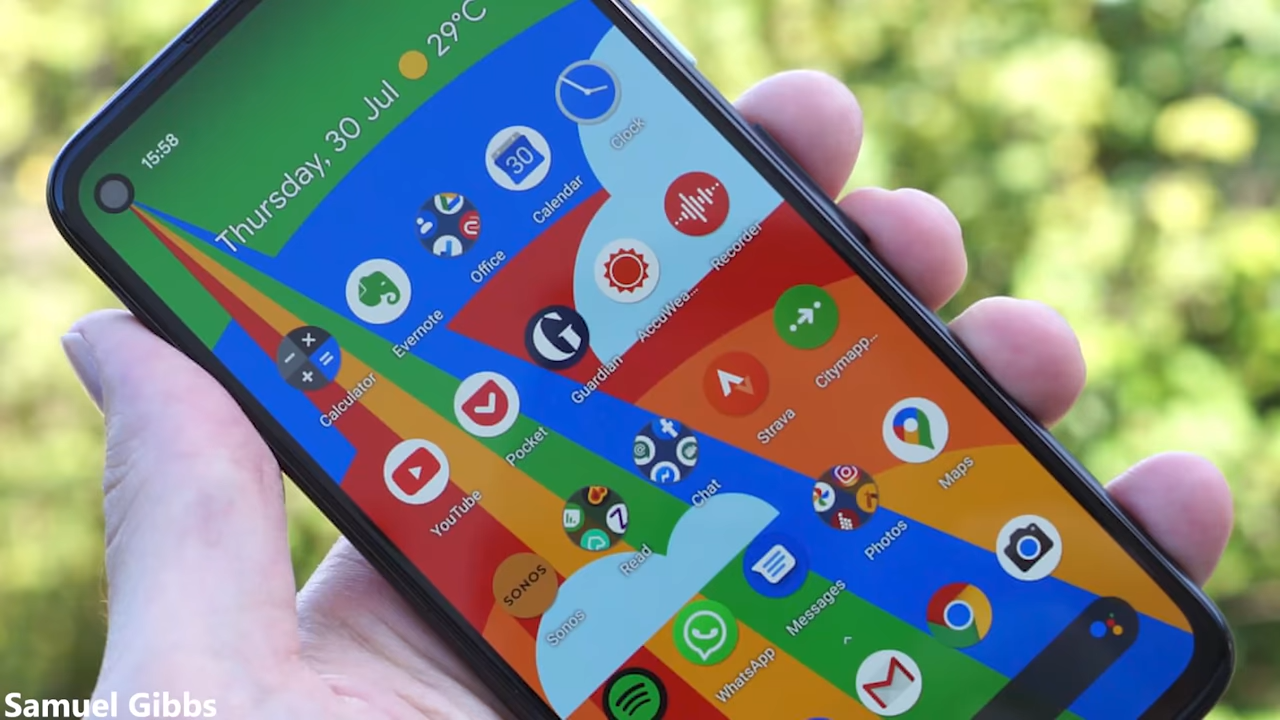 15:58
Thursday, 30 Jul 29°C
Clock
30
Calendar
Office
Evernote
Calculator
Recorder
AccuWea...
G
Guardian
Pocket
YouTube
Citymapp...
Strava
Chat
Read
SONOS
Sonos
Maps
Photos
Messages
WhatsApp
Samuel Gibbs